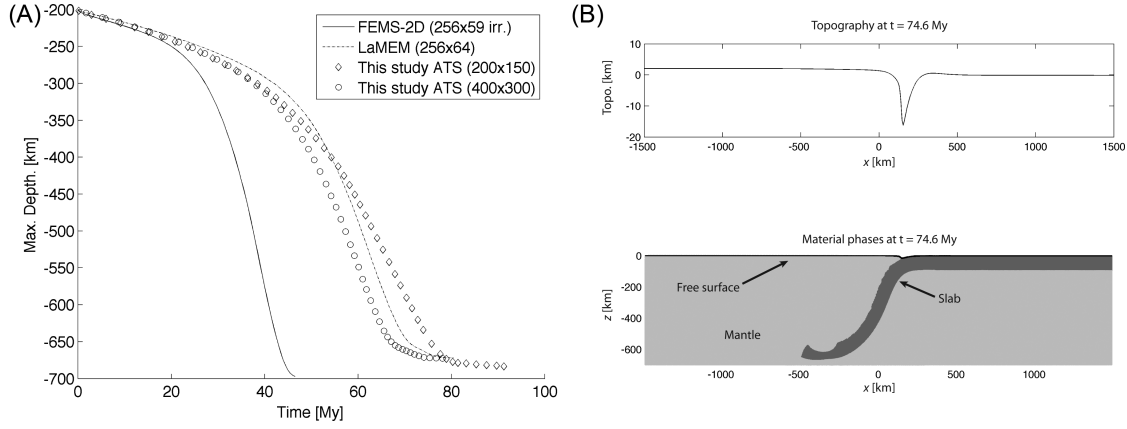 (A)
-200
-250
-300
-350
-400
-450
-500
-550
-600
-650
-700
Max. Depth. [km]
0
20
40
60
80
100
Time [My]
FEMS-2D (256x59 irr.)
LaMEM (256x64)
This study ATS (200x150)
This study ATS (400x300)
(B)
Topography at t = 74.6 My
10
0
-10
-20
Topo. [km]
-1500
-1000
-500
0
500
1000
1500
x [km]
Material phases at t = 74.6 My
0
-200
-400
-600
z [km]
Free surface
Slab
Mantle
-1000
-500
0
500
1000
x [km]